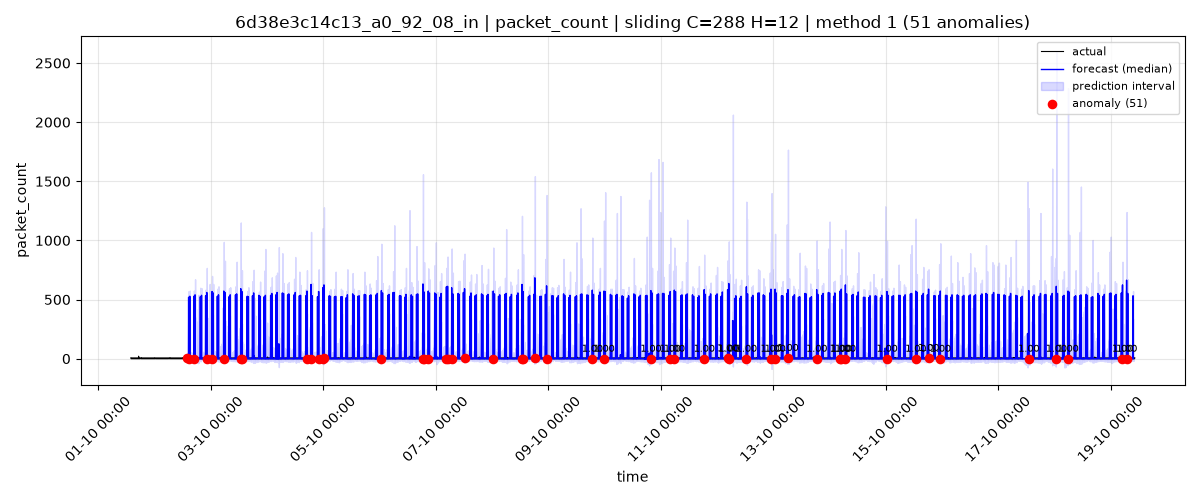 6d38e3c14c13_a0_92_08_in | packet_count | sliding C=288 H=12 | method 1 (51 anomalies)
actual
forecast (median)
prediction interval
anomaly (51)
packet_count
2500
2000
1500
1000
500
0
01-10 00:00
03-10 00:00
05-10 00:00
07-10 00:00
09-10 00:00
11-10 00:00
13-10 00:00
15-10 00:00
17-10 00:00
19-10 00:00
time